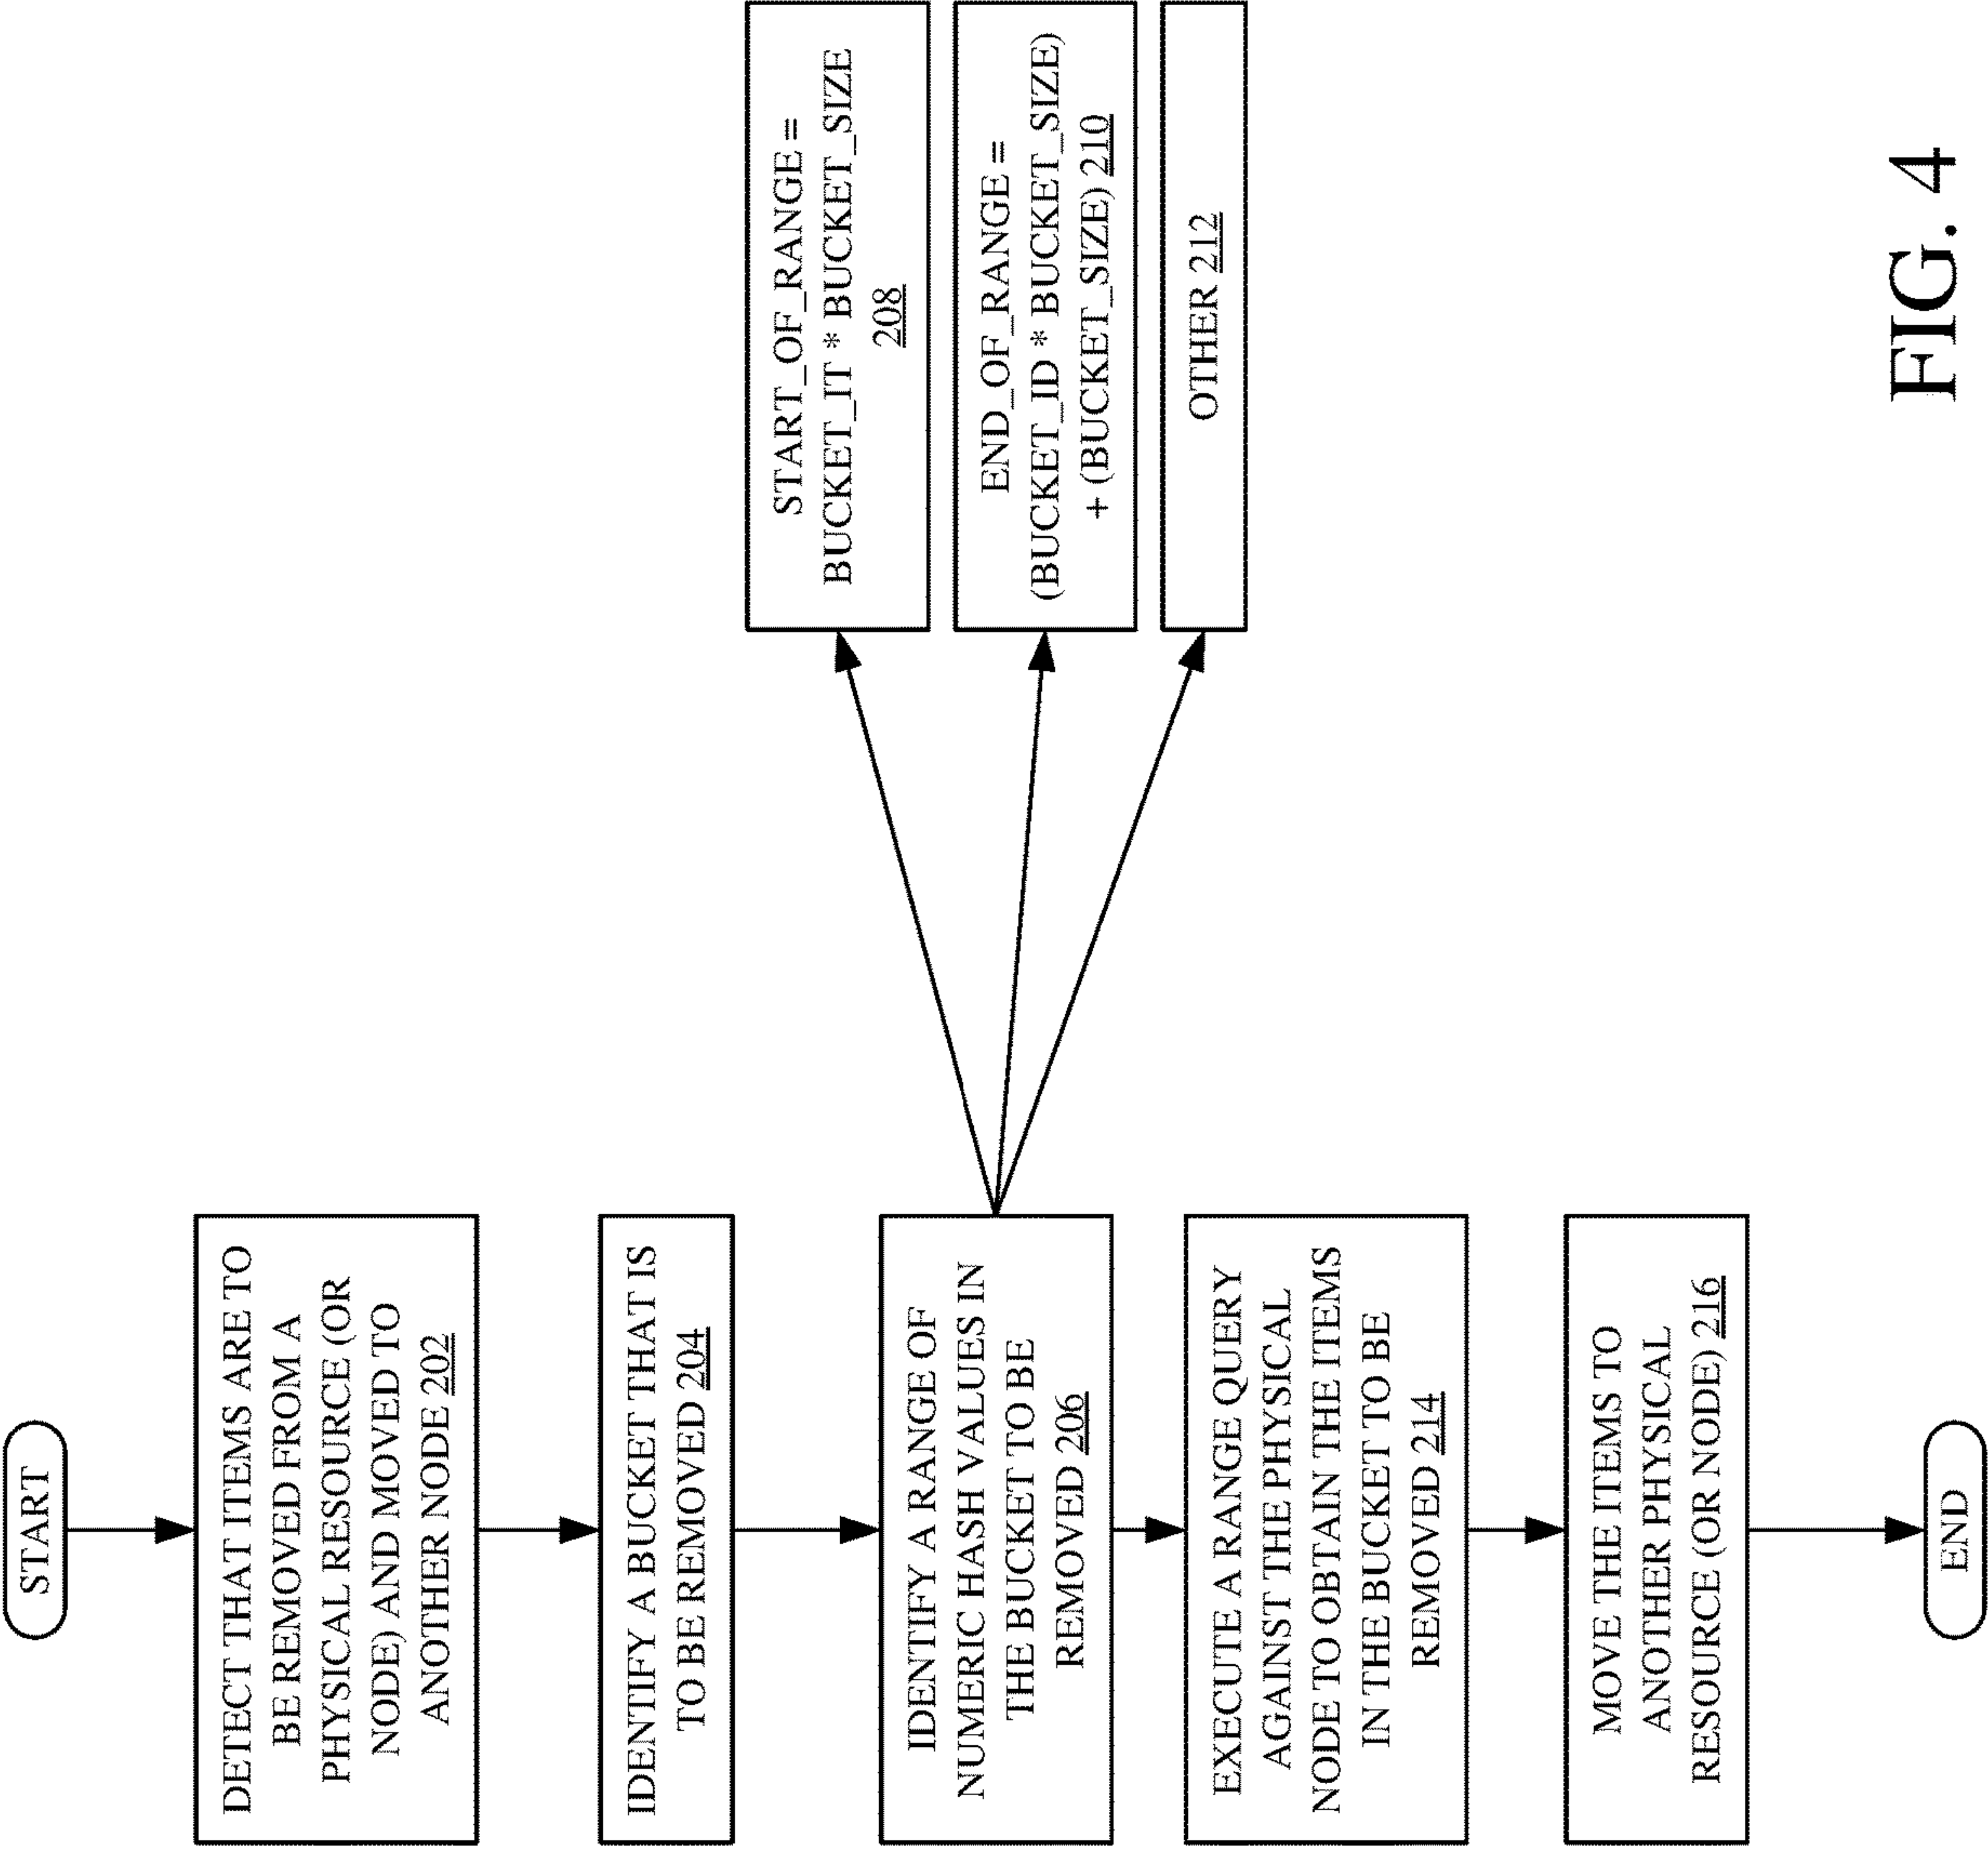 START
DETECT THAT ITEMS ARE TO
BE REMOVED FROM A
PHYSICAL RESOURCE (OR
NODE) AND MOVED TO
ANOTHER NODE 202
IDENTIFY A BUCKET THAT IS
TO BE REMOVED 204
IDENTIFY A RANGE OF
NUMERIC HASH VALUES IN
THE BUCKET TO BE
REMOVED 206
START_OF_RANGE =
BUCKET_IT * BUCKET_SIZE
208
END_OF_RANGE =
(BUCKET_ID * BUCKET_SIZE)
+ (BUCKET_SIZE) 210
OTHER 212
EXECUTE A RANGE QUERY
AGAINST THE PHYSICAL
NODE TO OBTAIN THE ITEMS
IN THE BUCKET TO BE
REMOVED 214
MOVE THE ITEMS TO
ANOTHER PHYSICAL
RESOURCE (OR NODE) 216
END
FIG. 4